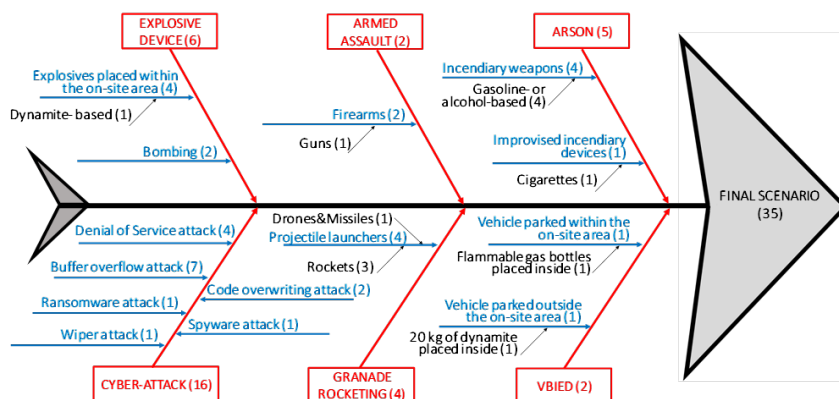 EXPLOSIVE
DEVICE (6)
ARMED
ASSAULT (2)
ARSON (5)
Explosives placed within
the on-site area (4)
Dynamite- based (1)
Bombing (2)
Firearms (2)
Guns (1)
Incendiary weapons (4)
Gasoline- or
alcohol-based (4)
Improvised incendiary
devices (1)
Cigarettes (1)
FINAL SCENARIO
(35)
Denial of Service attack (4)
Buffer overflow attack (7)
Code overwriting attack (2)
Ransomware attack (1)
Spyware attack (1)
Wiper attack (1)
CYBER-ATTACK (16)
Drones&Missiles (1)
Projectile launchers (4)
Rockets (3)
GRANADE
ROCKETING (4)
Vehicle parked within the
on-site area (1)
Flammable gas bottles
placed inside (1)
Vehicle parked outside
the on-site area (1)
20 kg of dynamite
placed inside (1)
VBIED (2)